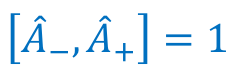 [Â₋, Â₊] = 1